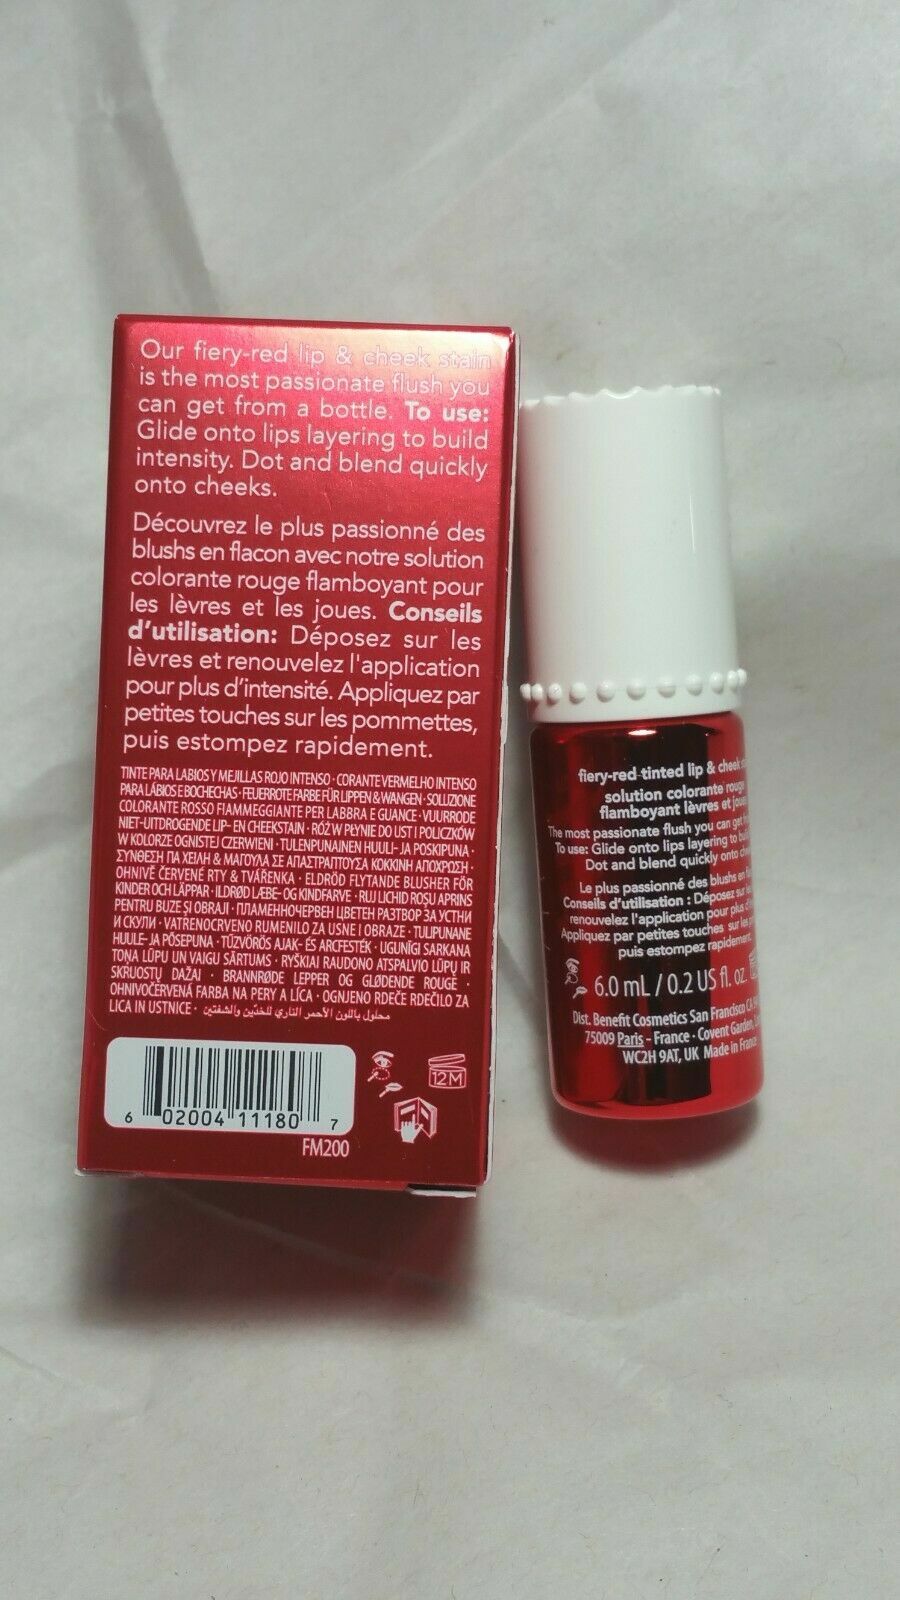 Our fiery-red lip & cheek stain
is the most passionate flush you
can get from a bottle. To use:
Glide onto lips layering to build
intensity. Dot and blend quickly
onto cheeks.
Découvrez le plus passionné des
blushs en flacon avec notre solution
colorante rouge flamboyant pour
les lèvres et les joues. Conseils
d'utilisation: Déposez sur les
lèvres et renouvelez l'application
pour plus d'intensité. Appliquez par
petites touches sur les pommettes,
puis estompez rapidement.
TINTE PARA LABIOS Y MEJILLAS ROJO INTENSO · CORANTE VERMELHO INTENSO
PARA LÁBIOS E BOCHECHAS · FEUERROTE FARBE FÜR LIPPEN & WANGEN · SOLUZIONE
COLORANTE ROSSO FIAMMEGGIANTE PER LABBRA E GUANCE · VUURRODE
NIET-UITDROGENDE LIP- EN CHEEKSTAIN · RÓŻ W PŁYNIE DO UST I POLICZKÓW
W KOLORZE OGNISTEJ CZERWIENI · TULENPUNAINEN HUULI- JA POSKIPUNA ·
ΣΥΝΘΕΣΗ ΓΙΑ ΧΕΙΛΗ & ΜΑΓΟΥΛΑ ΣΕ ΑΠΑΣΤΡΑΠΤΟΥΣΑ ΚΟΚΚΙΝΗ ΑΠΟΧΡΩΣΗ ·
OHNIVĚ ČERVENÉ RTY & TVÁŘENKA · ELDRÖD FLYTANDE BLUSHER FÖR
KINDER OCH LÄPPAR · ILDRØD LÆBE- OG KINDFARVE · RUJ LICHID ROȘU APRINS
PENTRU BUZE ȘI OBRAJI · ПЛАМЕННОЧЕРВЕН ЦВЕТЕН РАЗТВОР ЗА УСТНИ
И СКУЛИ · VATRENOCRVENO RUMENILO ZA USNE I OBRAZE · TULIPUNANE
HUULE- JA PÕSEPUNA · TŰZVÖRÖS AJAK- ÉS ARCFESTÉK · UGUNĪGI SARKANA
TOŅA LŪPU UN VAIGU SĀRTUMS · RYŠKIAI RAUDONO ATSPALVIO LŪPŲ IR
SKRUOSTŲ DAŽAI · BRANNRØDE LEPPER OG GLØDENDE ROUGE ·
OHNIVOČERVENÁ FARBA NA PERY A LÍCA · OGNJENO RDEČE RDEČILO ZA
LICA IN USTNICE · محلول باللون الأحمر الناري للخدّين والشفتين
6 02004 11180 7
12M
FM200
fiery-red tinted lip & cheek
solution colorante rouge
flamboyant lèvres et joues
The most passionate flush you can get
To use: Glide onto lips layering to
Dot and blend quickly onto
Le plus passionné des blushs en
Conseils d'utilisation : Déposez sur
renouvelez l'application pour plus
Appliquez par petites touches sur les
puis estompez rapidement.
6.0 mL / 0.2 US fl. oz.
Dist. Benefit Cosmetics San Francisco CA
75009 Paris - France · Covent Garden,
WC2H 9AT, UK Made in France